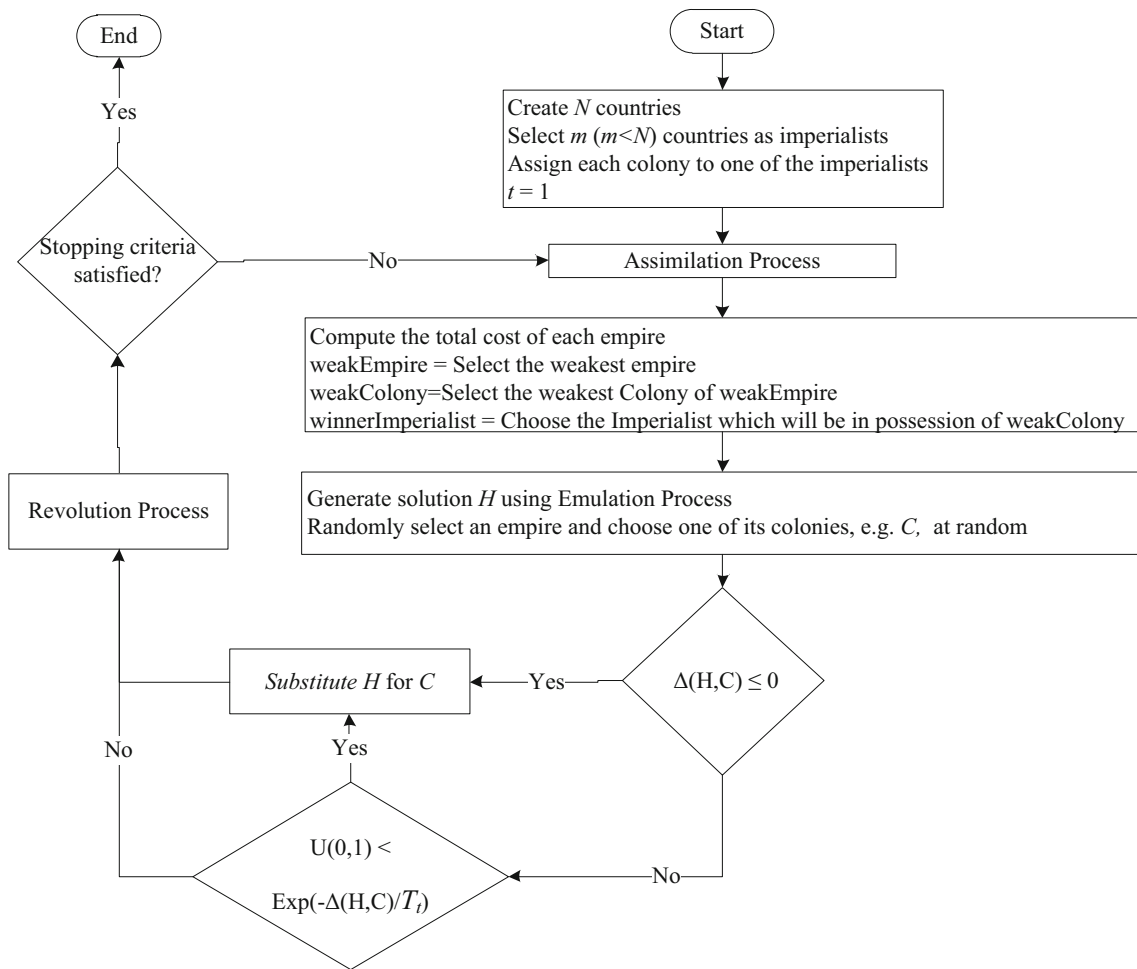 Start
End
Create N countries
Select m (m<N) countries as imperialists
Assign each colony to one of the imperialists
t = 1
Yes
Stopping criteria
satisfied?
No
Assimilation Process
Compute the total cost of each empire
weakEmpire = Select the weakest empire
weakColony=Select the weakest Colony of weakEmpire
winnerImperialist = Choose the Imperialist which will be in possession of weakColony
Generate solution H using Emulation Process
Randomly select an empire and choose one of its colonies, e.g. C, at random
Revolution Process
Δ(H,C) ≤ 0
Yes
Substitute H for C
No
Yes
U(0,1) <
Exp(-Δ(H,C)/Tt)
No